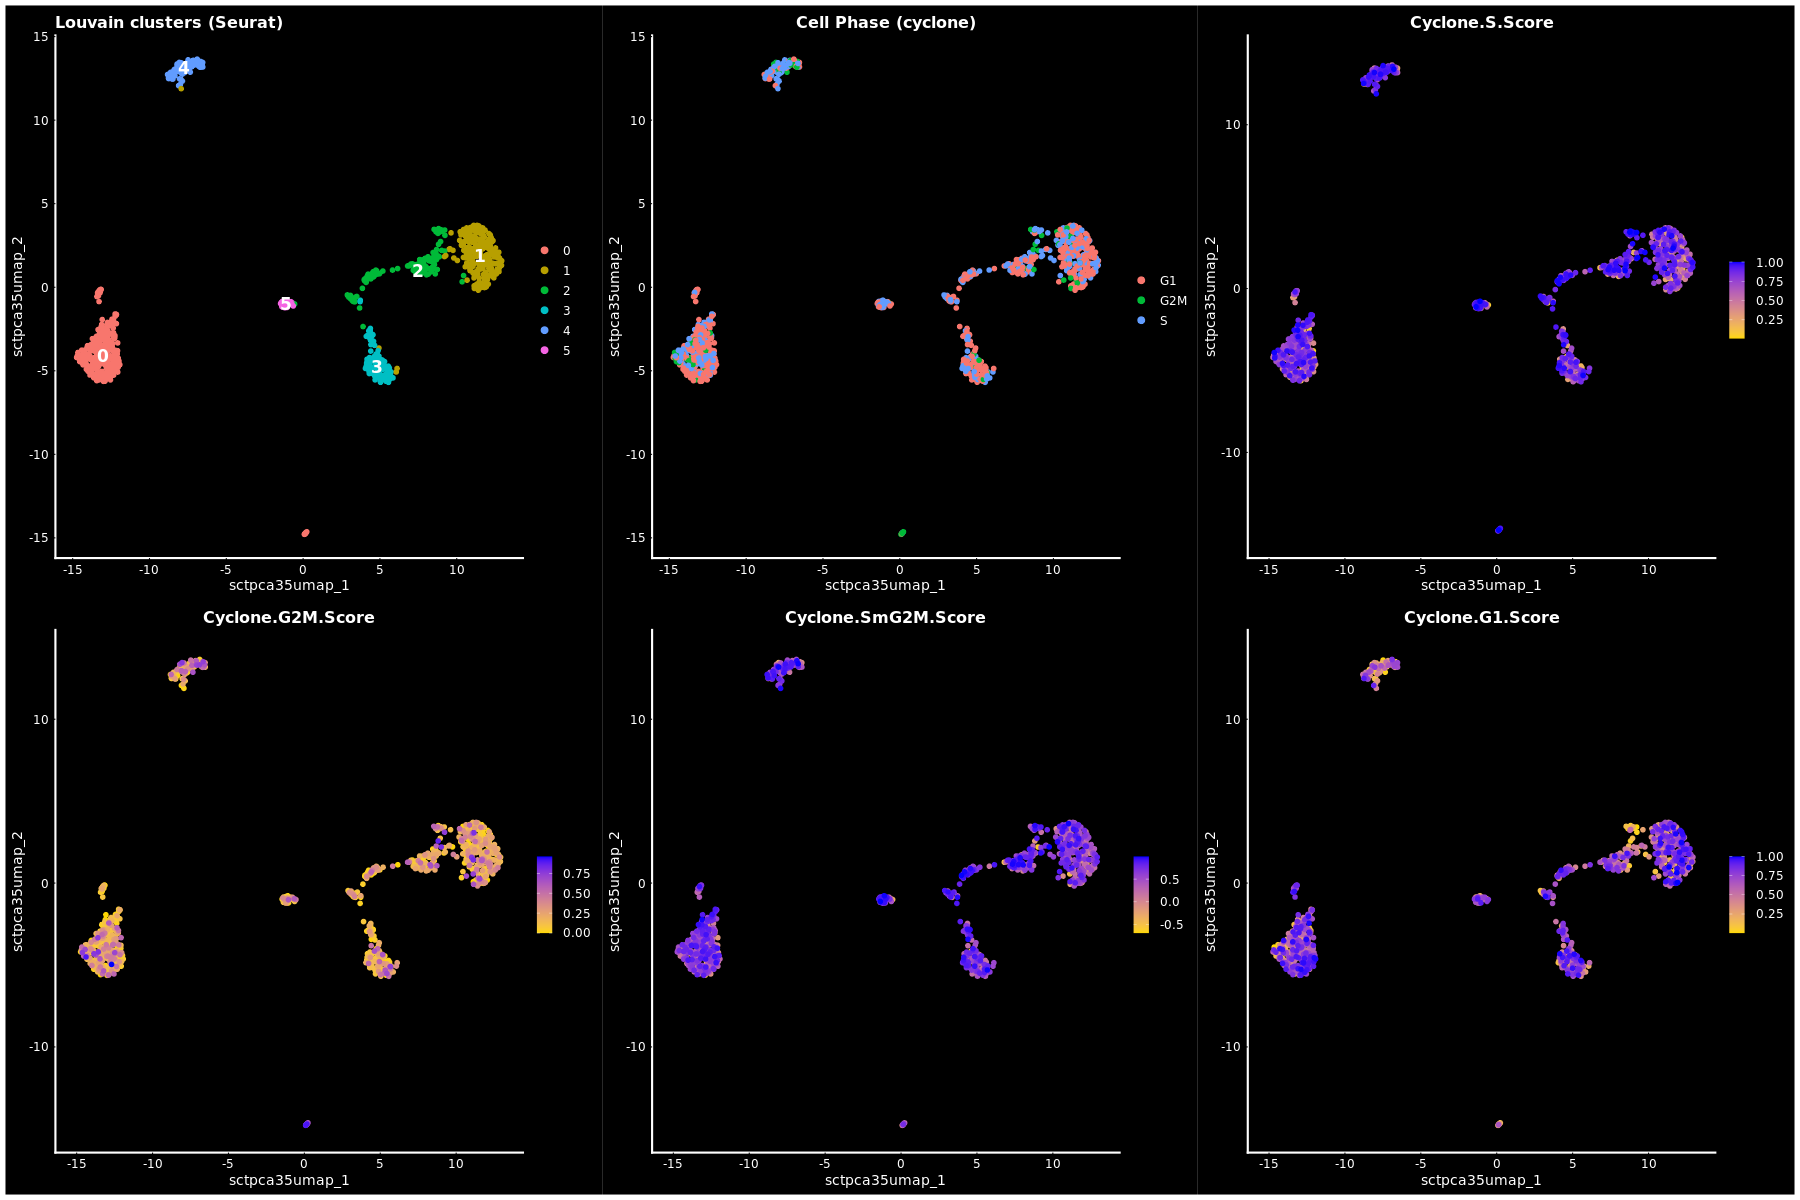 Louvain clusters (Seurat)
15
10
5
0
-5
-10
-15
-15 -10 -5 0 5 10
sctpca35umap_1
sctpca35umap_2
4
1
2
5
0
3
0
1
2
3
4
5
Cell Phase (cyclone)
15
10
5
0
-5
-10
-15
-15 -10 -5 0 5 10
sctpca35umap_1
sctpca35umap_2
G1
G2M
S
Cyclone.S.Score
10
0
-10
-15 -10 -5 0 5 10
sctpca35umap_1
sctpca35umap_2
1.00
0.75
0.50
0.25
Cyclone.G2M.Score
10
0
-10
-15 -10 -5 0 5 10
sctpca35umap_1
sctpca35umap_2
0.75
0.50
0.25
0.00
Cyclone.SmG2M.Score
10
0
-10
-15 -10 -5 0 5 10
sctpca35umap_1
sctpca35umap_2
0.5
0.0
-0.5
Cyclone.G1.Score
10
0
-10
-15 -10 -5 0 5 10
sctpca35umap_1
sctpca35umap_2
1.00
0.75
0.50
0.25